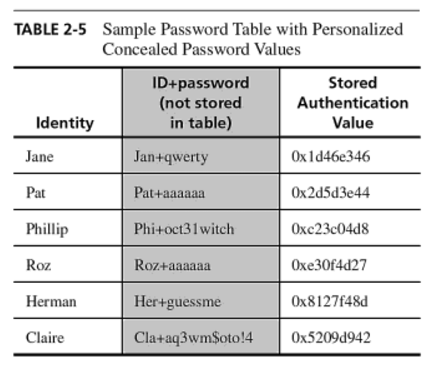 TABLE 2-5 Sample Password Table with Personalized
Concealed Password Values
Identity ID+password (not stored in table) Stored Authentication Value
Jane Jan+qwerty 0x1d46e346
Pat Pat+aaaaaa 0x2d5d3e44
Phillip Phi+oct31witch 0xc23c04d8
Roz Roz+aaaaaa 0xe30f4d27
Herman Her+guessme 0x8127f48d
Claire Cla+aq3wm$oto!4 0x5209d942